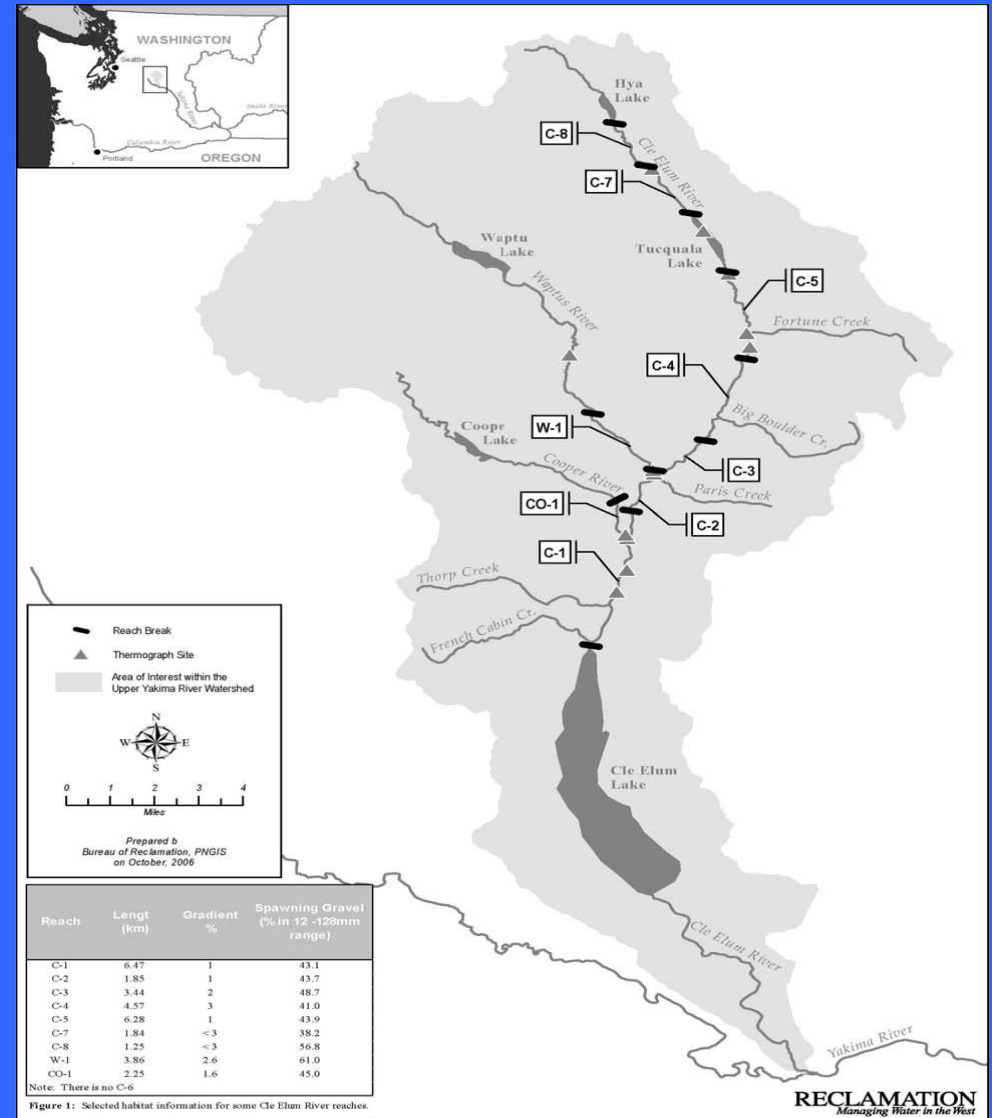 WASHINGTON
Seattle
Yakima River
Snake River
Columbia River
Portland
OREGON
Hya
Lake
C-8
Cle Elum River
C-7
Tucquala
Lake
C-5
Fortune Creek
Waptu
Lake
Waptus River
C-4
Big Boulder Cr.
W-1
Coope
Lake
Cooper River
C-3
Paris Creek
CO-1
C-2
C-1
Thorp Creek
French Cabin Cr.
Cle Elum
Lake
Cle Elum River
Yakima River
Reach Break
Thermograph Site
Area of Interest within the
Upper Yakima River Watershed
N
W E
S
0 1 2 3 4
Miles
Prepared b
Bureau of Reclamation, PNGIS
on October, 2006
Reach Lengt (km) Gradient % Spawning Gravel (% in 12 -128mm range)
C-1 6.47 1 43.1
C-2 1.85 1 43.7
C-3 3.44 2 48.7
C-4 4.57 3 41.0
C-5 6.28 1 43.9
C-7 1.84 <3 38.2
C-8 1.25 <3 56.8
W-1 3.86 2.6 61.0
CO-1 2.25 1.6 45.0
Note: There is no C-6
Figure 1: Selected habitat information for some Cle Elum River reaches.
RECLAMATION
Managing Water in the West